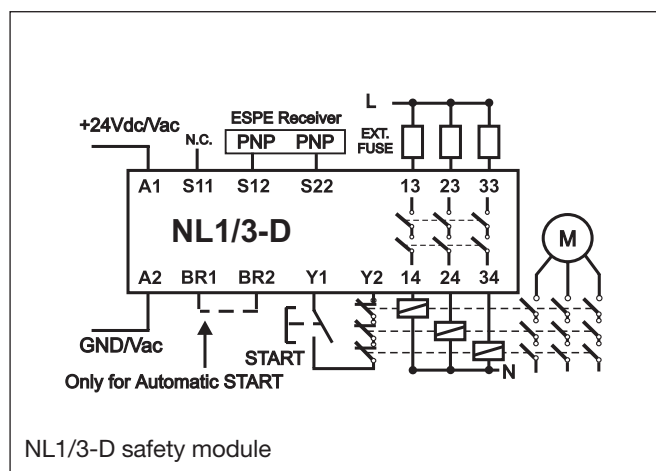 L
+24Vdc/Vac
N.C.
ESPE Receiver
PNP PNP
EXT.
FUSE
A1 S11 S12 S22 13 23 33
NL1/3-D
M
A2 BR1 BR2 Y1 Y2 14 24 34
GND/Vac
START
Only for Automatic START
N
NL1/3-D safety module